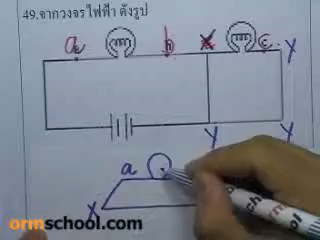 49.จากวงจรไฟฟ้า ดังรูป
a b x c y
y y
a
x
ormschool.com